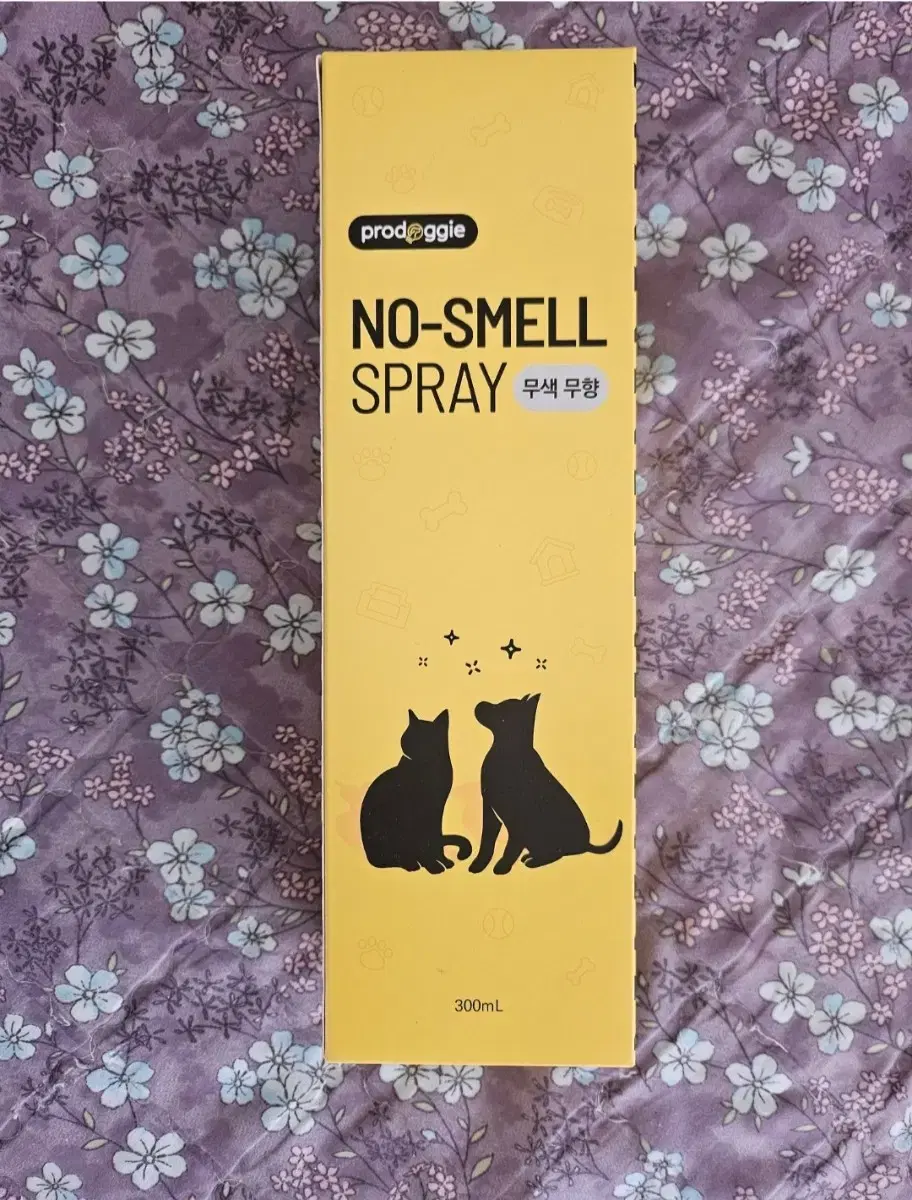 prodoggie
NO-SMELL
SPRAY 무색 무향
300mL